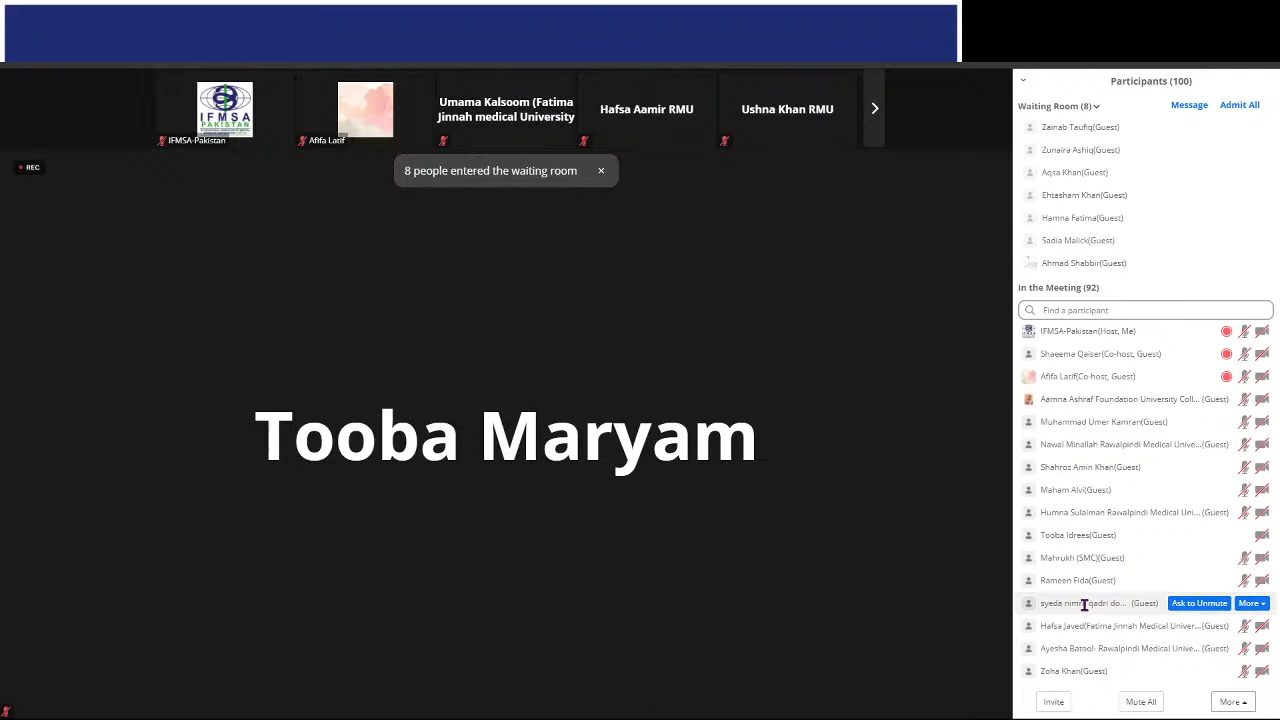 Participants (100)
Umama Kalsoom (Fatima
Jinnah medical University
Hafsa Aamir RMU
Ushna Khan RMU
IFMSA
PAKISTAN
IFMSA-Pakistan
Afifa Latif
REC
8 people entered the waiting room
Tooba Maryam
Waiting Room (8)
Message
Admit All
Zainab Taufiq(Guest)
Zunaira Ashiq(Guest)
Aqsa Khan(Guest)
Ehtasham Khan(Guest)
Hamna Fatima(Guest)
Sadia Malick(Guest)
Ahmad Shabbir(Guest)
In the Meeting (92)
Find a participant
IFMSA-Pakistan(Host, Me)
Shaeema Qaiser(Co-host, Guest)
Afifa Latif(Co-host, Guest)
Aamna Ashraf Foundation University Coll... (Guest)
Muhammad Umer Kamran(Guest)
Nawal Minallah Rawalpindi Medical Unive... (Guest)
Shahroz Amin Khan(Guest)
Maham Alvi(Guest)
Humna Sulaiman Rawalpindi Medical Uni... (Guest)
Tooba Idrees(Guest)
Mahrukh (SMC)(Guest)
Rameen Fida(Guest)
syeda qadri do... (Guest) Ask to Unmute More
Hafsa Javed(Fatima Jinnah Medical Univer... (Guest)
Ayesha Batool- Rawalpindi Medical Unive... (Guest)
Zoha Khan(Guest)
Invite
Mute All
More